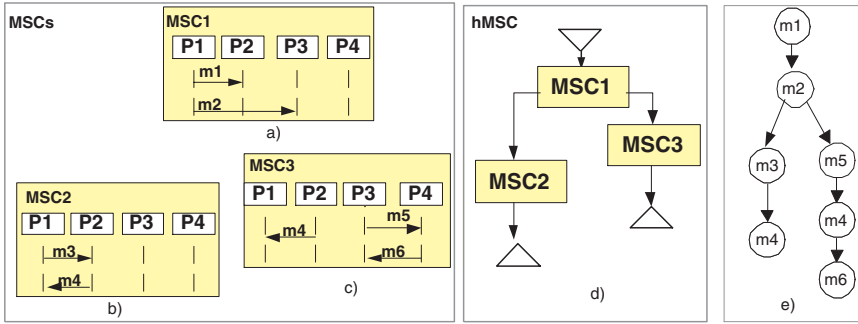 MSCs
MSC1
P1 P2 P3 P4
m1
m2
a)
MSC2
P1 P2 P3 P4
m3
m4
b)
MSC3
P1 P2 P3 P4
m5
m4
m6
c)
hMSC
MSC1
MSC3
MSC2
d)
m1
m2
m3 m5
m4 m4
m6
e)